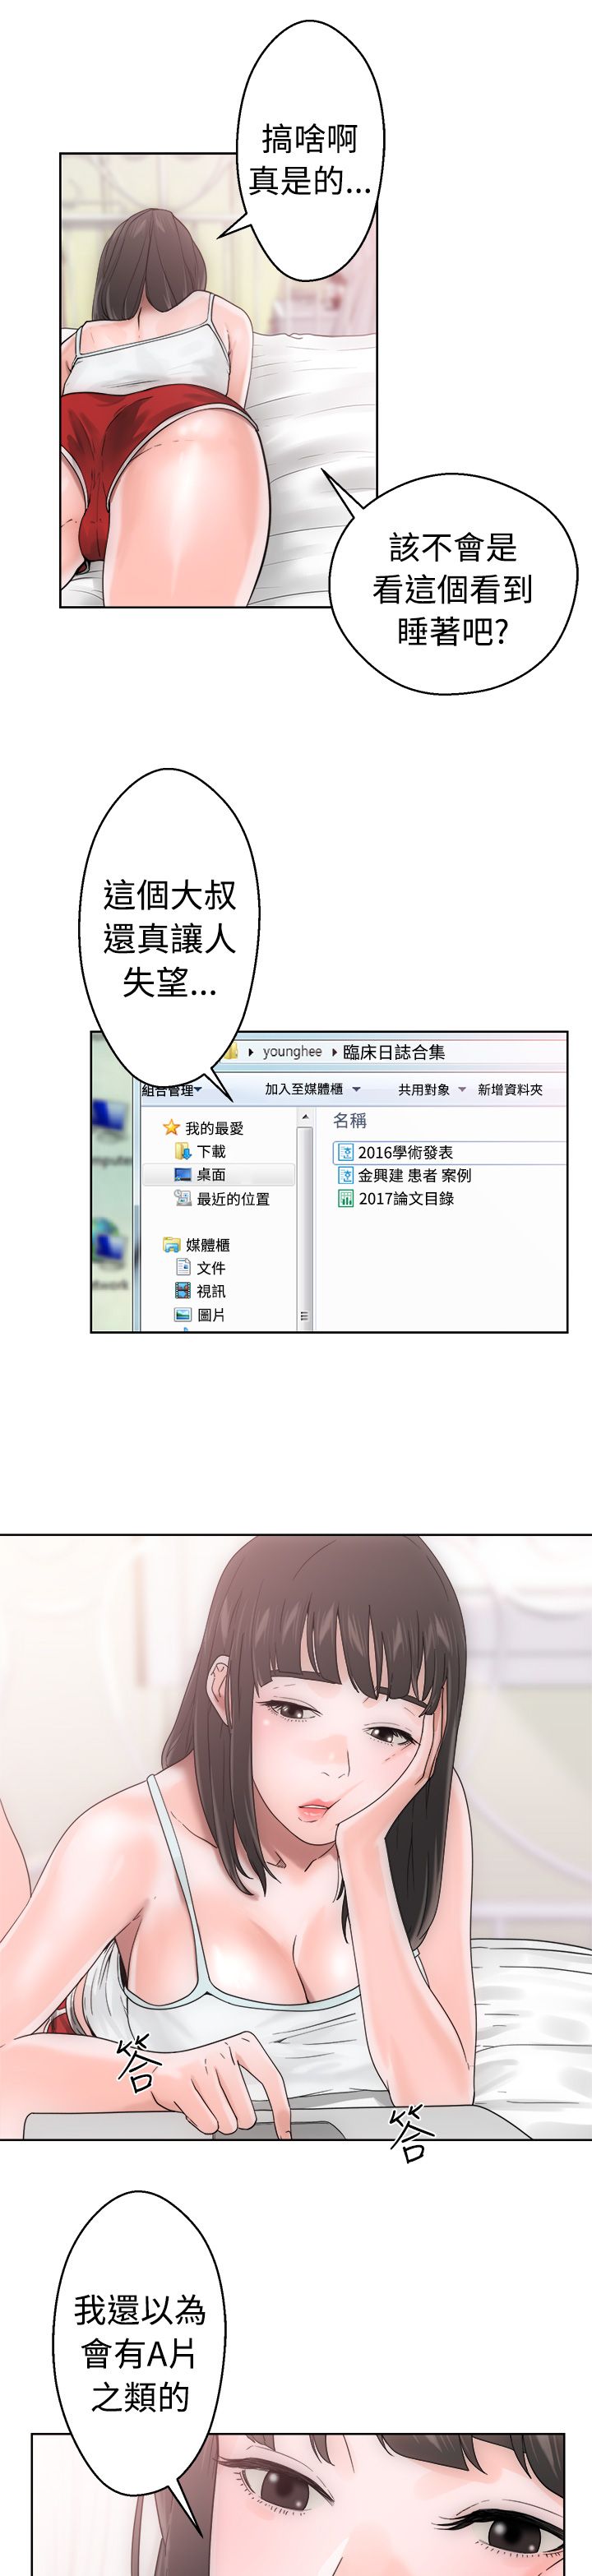 搞啥啊
真是的...
該不會是
看這個看到
睡著吧?
這個大叔
還真讓人
失望...
younghee 臨床日誌合集
組合管理 加入至媒體櫃 共用對象 新增資料夾
我的最愛
下載
桌面
最近的位置
媒體櫃
文件
視訊
圖片
名稱
2016學術發表
金興建 患者 案例
2017論文目錄
答
答
我還以為
會有A片
之類的